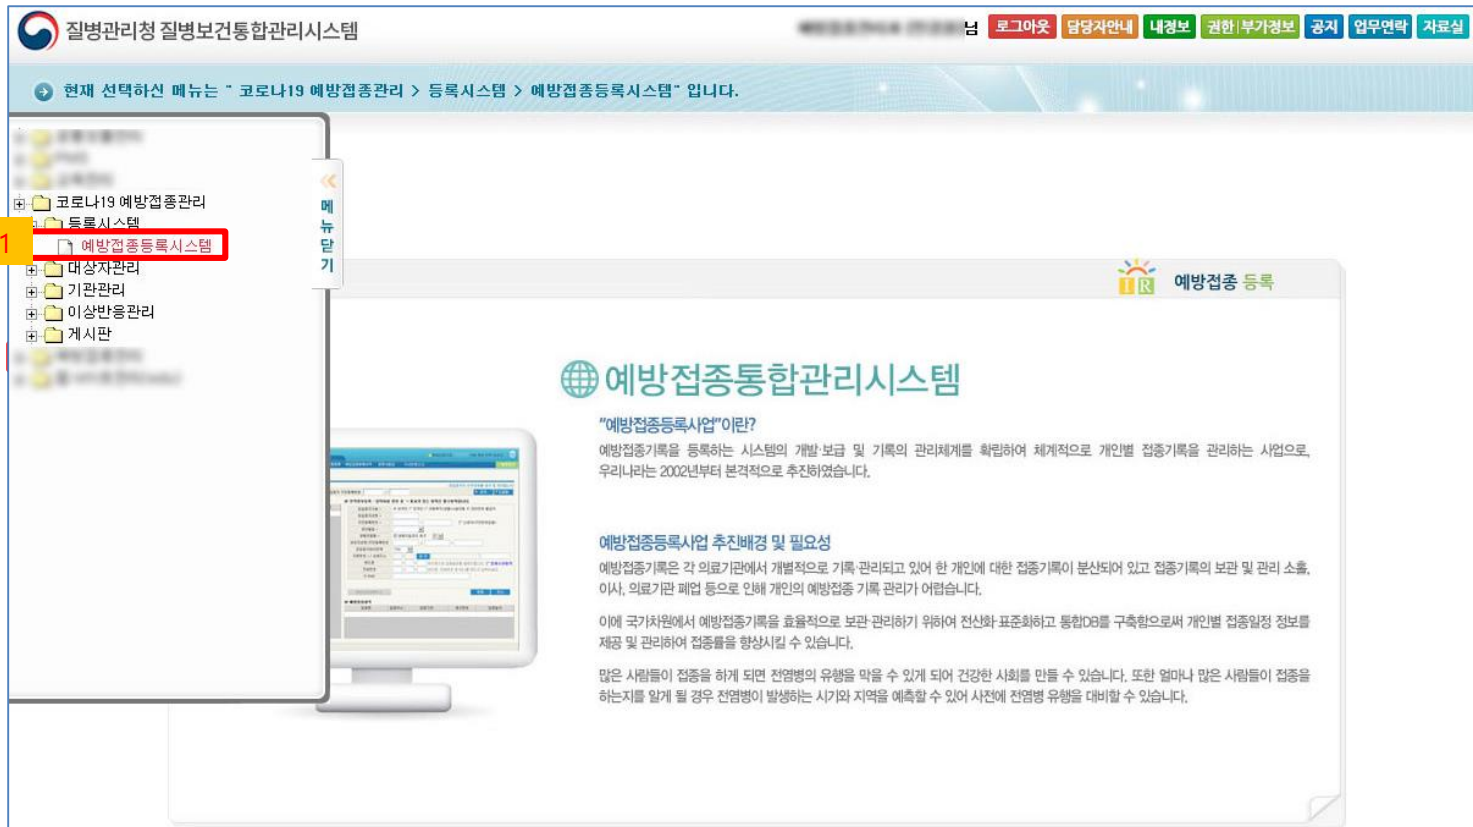 질병관리청 질병보건통합관리시스템
님 로그아웃 담당자안내 내정보 권한|부가정보 공지 업무연락 자료실
현재 선택하신 메뉴는 " 코로나19 예방접종관리 > 등록시스템 > 예방접종등록시스템" 입니다.
코로나19 예방접종관리
등록시스템
1
예방접종등록시스템
대상자관리
기관관리
이상반응관리
게시판
메뉴닫기
IR 예방접종 등록
예방접종통합관리시스템
"예방접종등록사업"이란?
예방접종기록을 등록하는 시스템의 개발·보급 및 기록의 관리체계를 확립하여 체계적으로 개인별 접종기록을 관리하는 사업으로,
우리나라는 2002년부터 본격적으로 추진하였습니다.
예방접종등록사업 추진배경 및 필요성
예방접종기록은 각 의료기관에서 개별적으로 기록·관리되고 있어 한 개인에 대한 접종기록이 분산되어 있고 접종기록의 보관 및 관리 소홀,
이사, 의료기관 폐업 등으로 인해 개인의 예방접종 기록 관리가 어렵습니다.
이에 국가차원에서 예방접종기록을 효율적으로 보관·관리하기 위하여 전산화·표준화하고 통합DB를 구축함으로써 개인별 접종일정 정보를
제공 및 관리하여 접종률을 향상시킬 수 있습니다.
많은 사람들이 접종을 하게 되면 전염병의 유행을 막을 수 있게 되어 건강한 사회를 만들 수 있습니다. 또한 얼마나 많은 사람들이 접종을
하는지를 알게 될 경우 전염병이 발생하는 시기와 지역을 예측할 수 있어 사전에 전염병 유행을 대비할 수 있습니다.